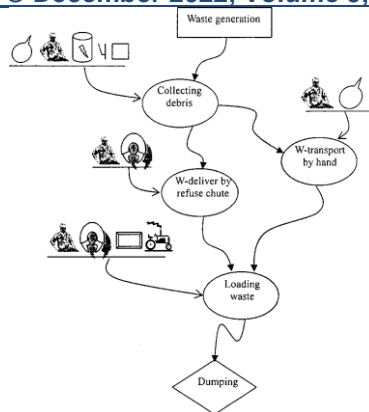 © December 2022, Volume 9,
Waste generation
Collecting
debris
W-transport
by hand
W-deliver by
refuse chute
Loading
waste
Dumping